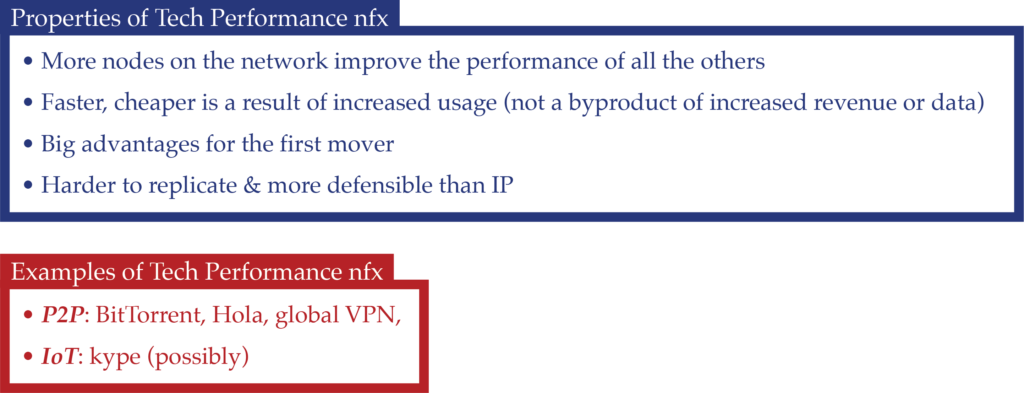 Properties of Tech Performance nfx
• More nodes on the network improve the performance of all the others
• Faster, cheaper is a result of increased usage (not a byproduct of increased revenue or data)
• Big advantages for the first mover
• Harder to replicate & more defensible than IP
Examples of Tech Performance nfx
• P2P: BitTorrent, Hola, global VPN,
• IoT: kype (possibly)